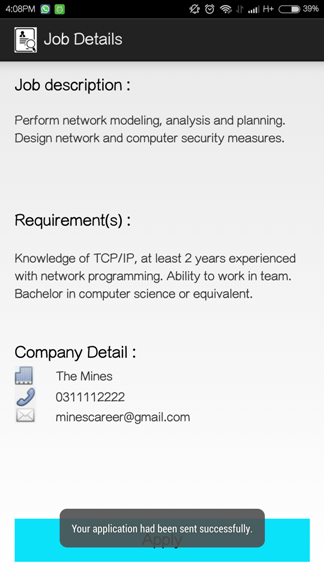 4:08PM H+ 39%
Job Details
Job description :
Perform network modeling, analysis and planning.
Design network and computer security measures.
Requirement(s) :
Knowledge of TCP/IP, at least 2 years experienced
with network programming. Ability to work in team.
Bachelor in computer science or equivalent.
Company Detail :
The Mines
0311112222
minescareer@gmail.com
Your application had been sent successfully.
Apply